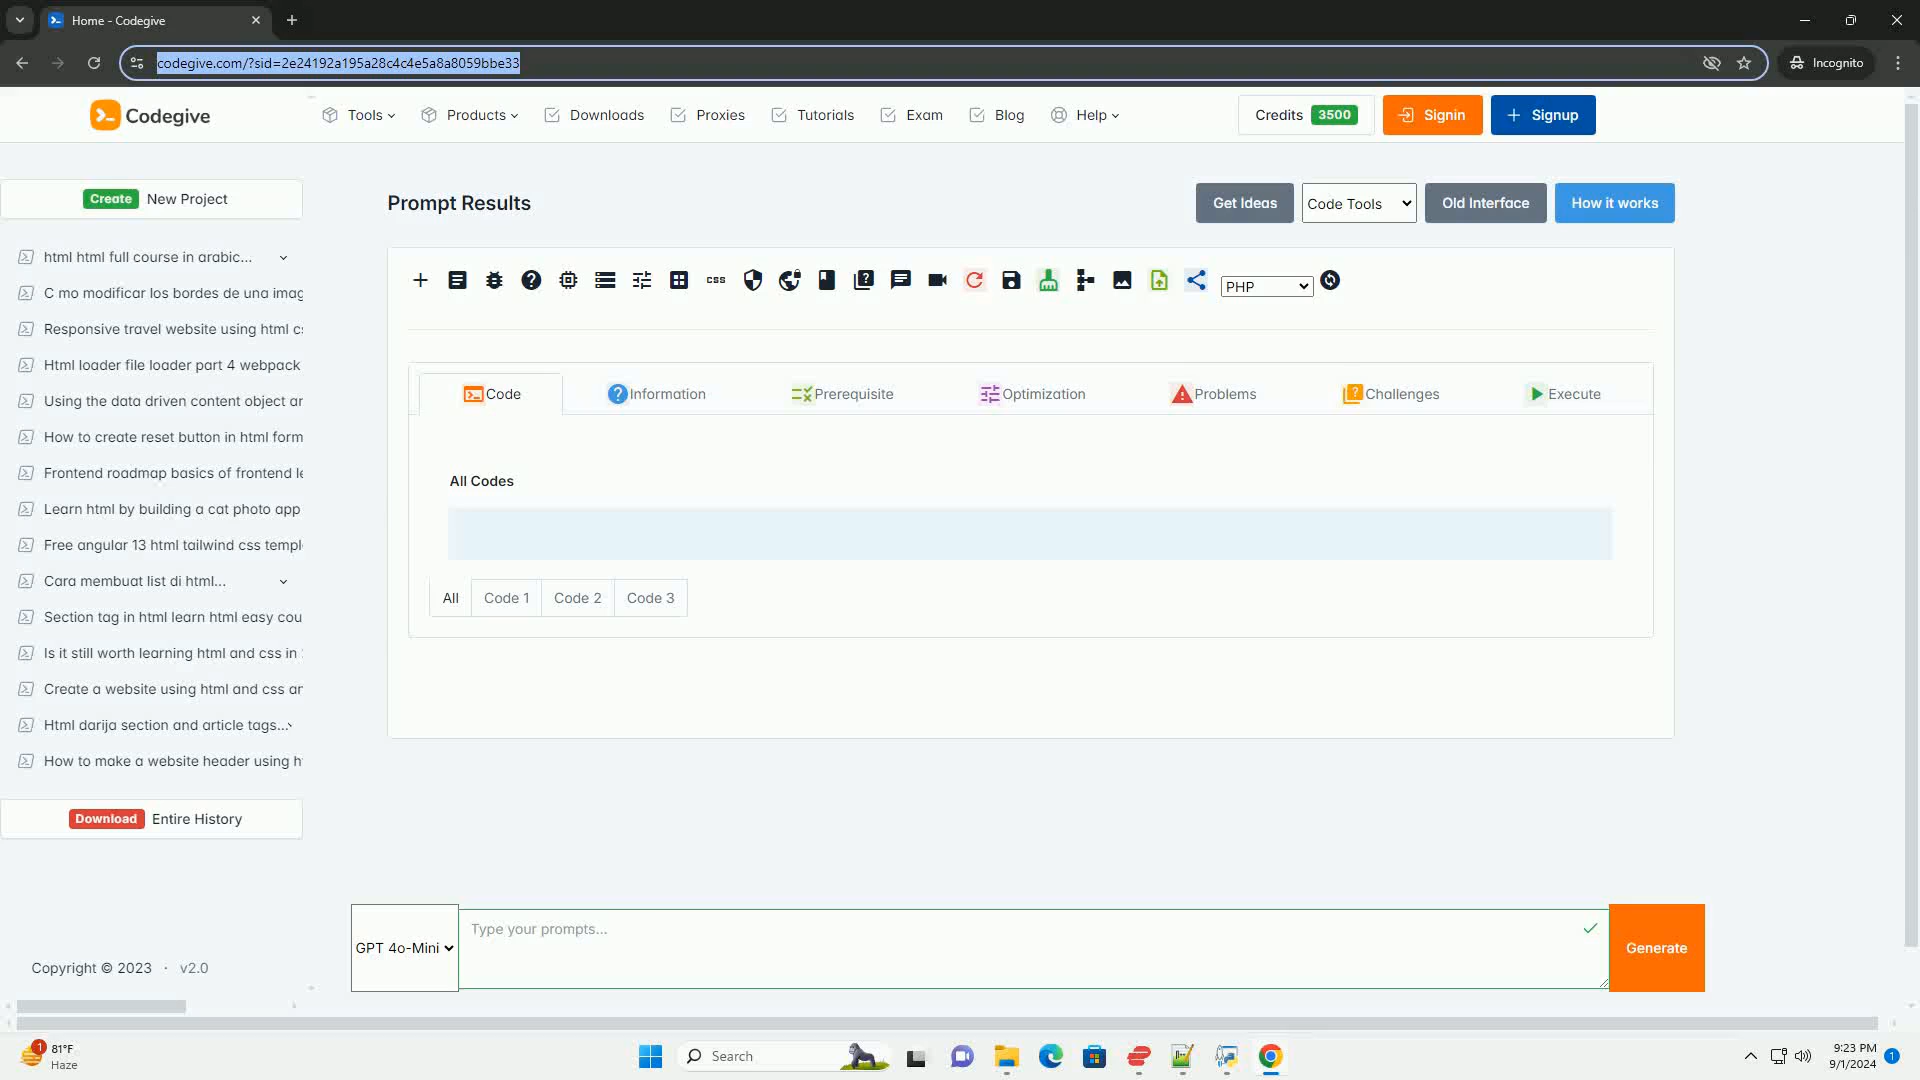 Home - Codegive
codegive.com/?sid=2e24192a195a28c4c4e5a8a8059bbe33
Incognito
Codegive
Tools
Products
Downloads
Proxies
Tutorials
Exam
Blog
Help
Credits 3500
Signin
Signup
Create New Project
html html full course in arabic...
C mo modificar los bordes de una imag
Responsive travel website using html c
Html loader file loader part 4 webpack
Using the data driven content object ar
How to create reset button in html form
Frontend roadmap basics of frontend le
Learn html by building a cat photo app
Free angular 13 html tailwind css templ
Cara membuat list di html...
Section tag in html learn html easy cou
Is it still worth learning html and css in
Create a website using html and css ar
Html darija section and article tags...
How to make a website header using h
Download Entire History
Copyright © 2023 · v2.0
Prompt Results
Get Ideas
Code Tools
Old Interface
How it works
css
PHP
Code
Information
Prerequisite
Optimization
Problems
Challenges
Execute
All Codes
All
Code 1
Code 2
Code 3
GPT 4o-Mini
Type your prompts...
Generate
1
81°F
Haze
Search
9:23 PM
9/1/2024
1